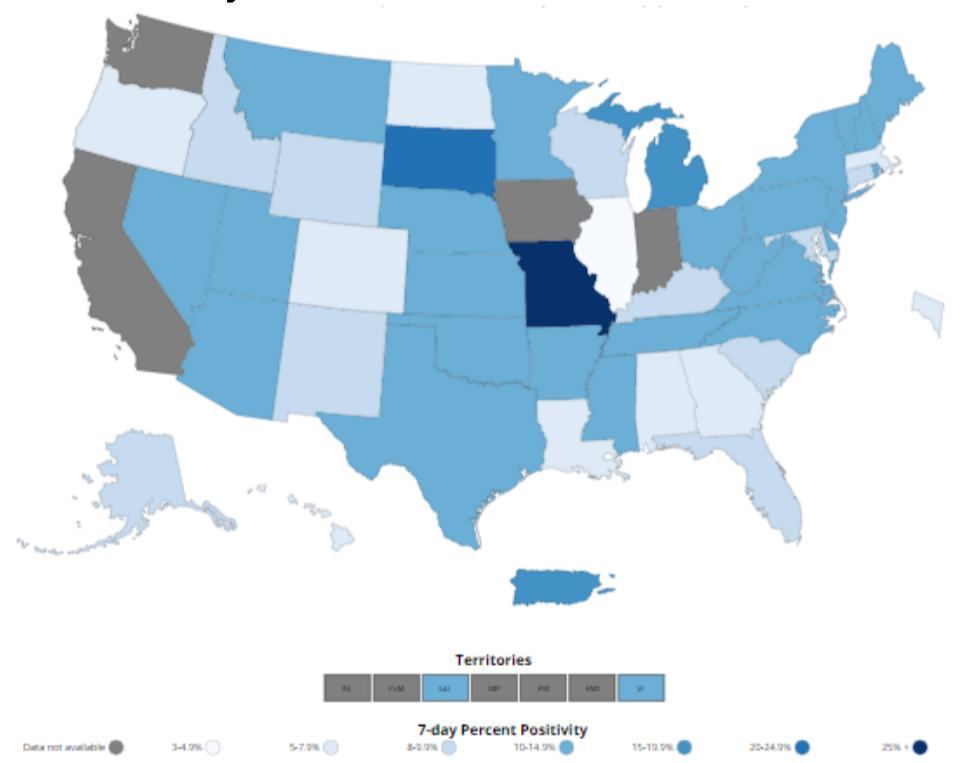 Territories
AS FSM GU MP PW RMI VI
7-day Percent Positivity
Data not available 3-4.9% 5-7.9% 8-9.9% 10-14.9% 15-19.9% 20-24.9% 25% +